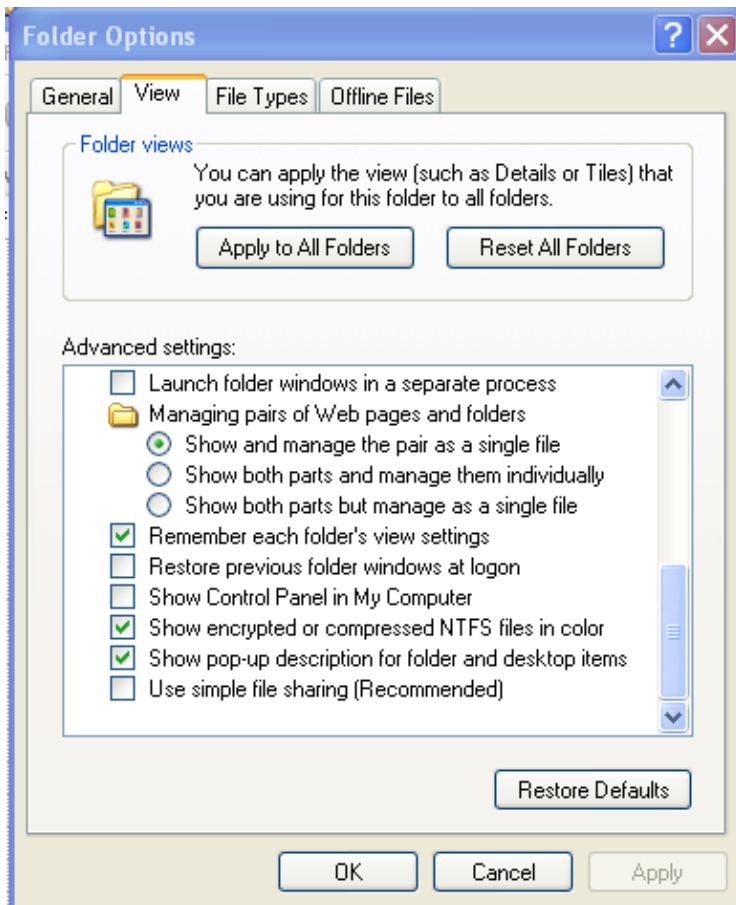 Folder Options
General View File Types Offline Files
Folder views
You can apply the view (such as Details or Tiles) that
you are using for this folder to all folders.
Apply to All Folders Reset All Folders
Advanced settings:
Launch folder windows in a separate process
Managing pairs of Web pages and folders
Show and manage the pair as a single file
Show both parts and manage them individually
Show both parts but manage as a single file
Remember each folder's view settings
Restore previous folder windows at logon
Show Control Panel in My Computer
Show encrypted or compressed NTFS files in color
Show pop-up description for folder and desktop items
Use simple file sharing (Recommended)
Restore Defaults
OK Cancel Apply